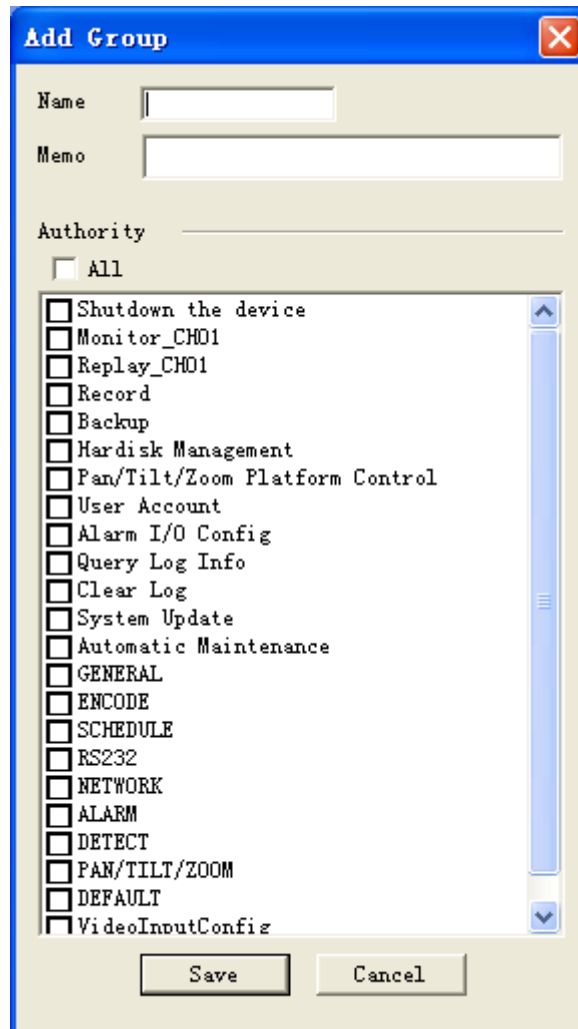 Add Group
Name
Memo
Authority
All
Shutdown the device
Monitor_CH01
Replay_CH01
Record
Backup
Hardisk Management
Pan/Tilt/Zoom Platform Control
User Account
Alarm I/O Config
Query Log Info
Clear Log
System Update
Automatic Maintenance
GENERAL
ENCODE
SCHEDULE
RS232
NETWORK
ALARM
DETECT
PAN/TILT/ZOOM
DEFAULT
VideoInputConfig
Save Cancel